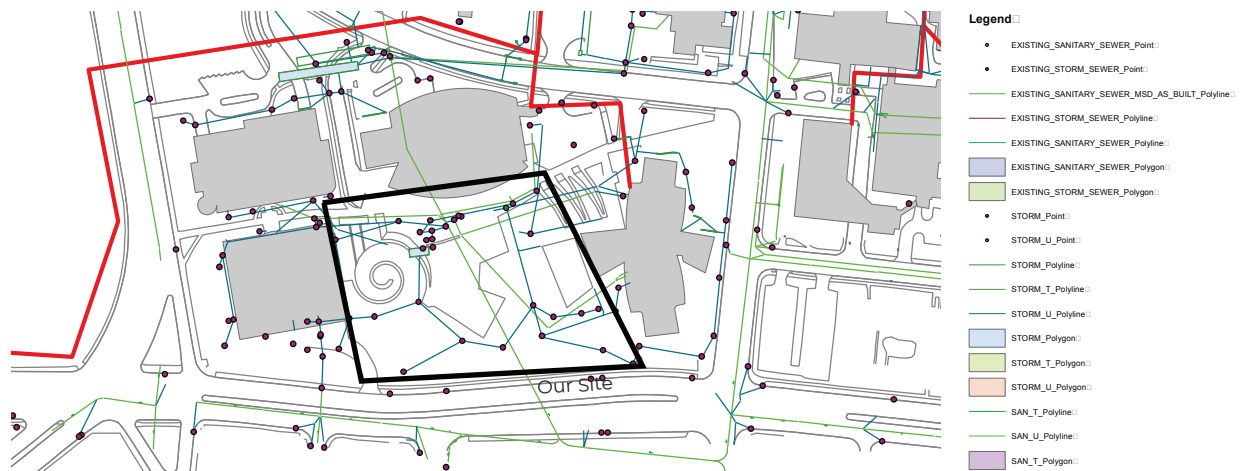 Legend□
EXISTING_SANITARY_SEWER_Point□
EXISTING_STORM_SEWER_Point□
EXISTING_SANITARY_SEWER_MSD_AS_BUILT_Polyline□
EXISTING_STORM_SEWER_Polyline□
EXISTING_SANITARY_SEWER_Polyline□
EXISTING_SANITARY_SEWER_Polygon□
EXISTING_STORM_SEWER_Polygon□
STORM_Point□
STORM_U_Point□
STORM_Polyline□
STORM_T_Polyline□
STORM_U_Polyline□
STORM_Polygon□
STORM_T_Polygon□
STORM_U_Polygon□
SAN_T_Polyline□
SAN_U_Polyline□
SAN_T_Polygon□
Our Site